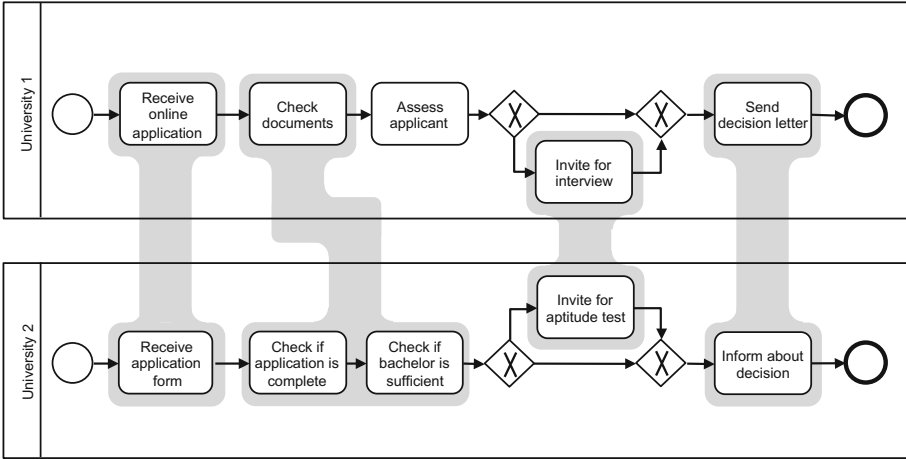 University 1
Receive
online
application
Check
documents
Assess
applicant
X
X
Send
decision letter
Invite for
interview
University 2
Receive
application
form
Check if
application is
complete
Check if
bachelor is
sufficient
X
Invite for
aptitude test
X
Inform about
decision